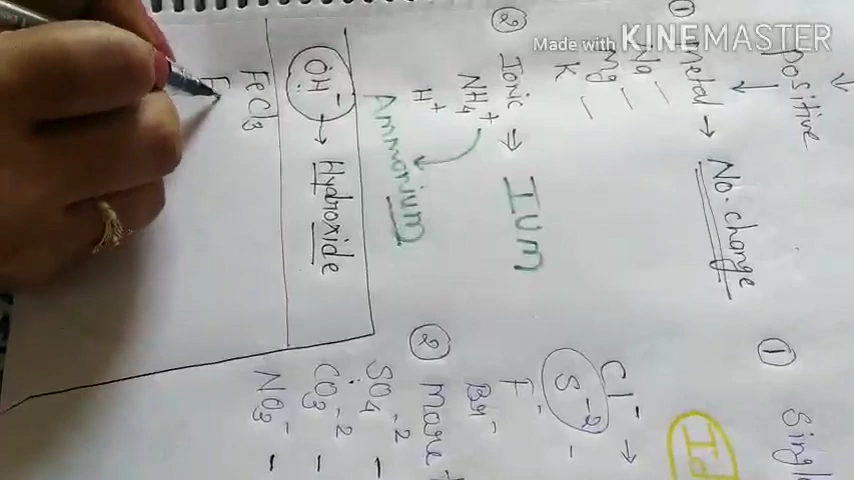 Made with KINEMASTER
positive
① metal → No. change
Na
Mg
K
② Ionic ⇒ IUM
NH4+
H+
Ammonium
OH- → Hydroxide
FeCl3
F
①
Cl- →
S-2 -
F-
Br-
② more
SO4-2 -
CO3-2 -
NO3- -